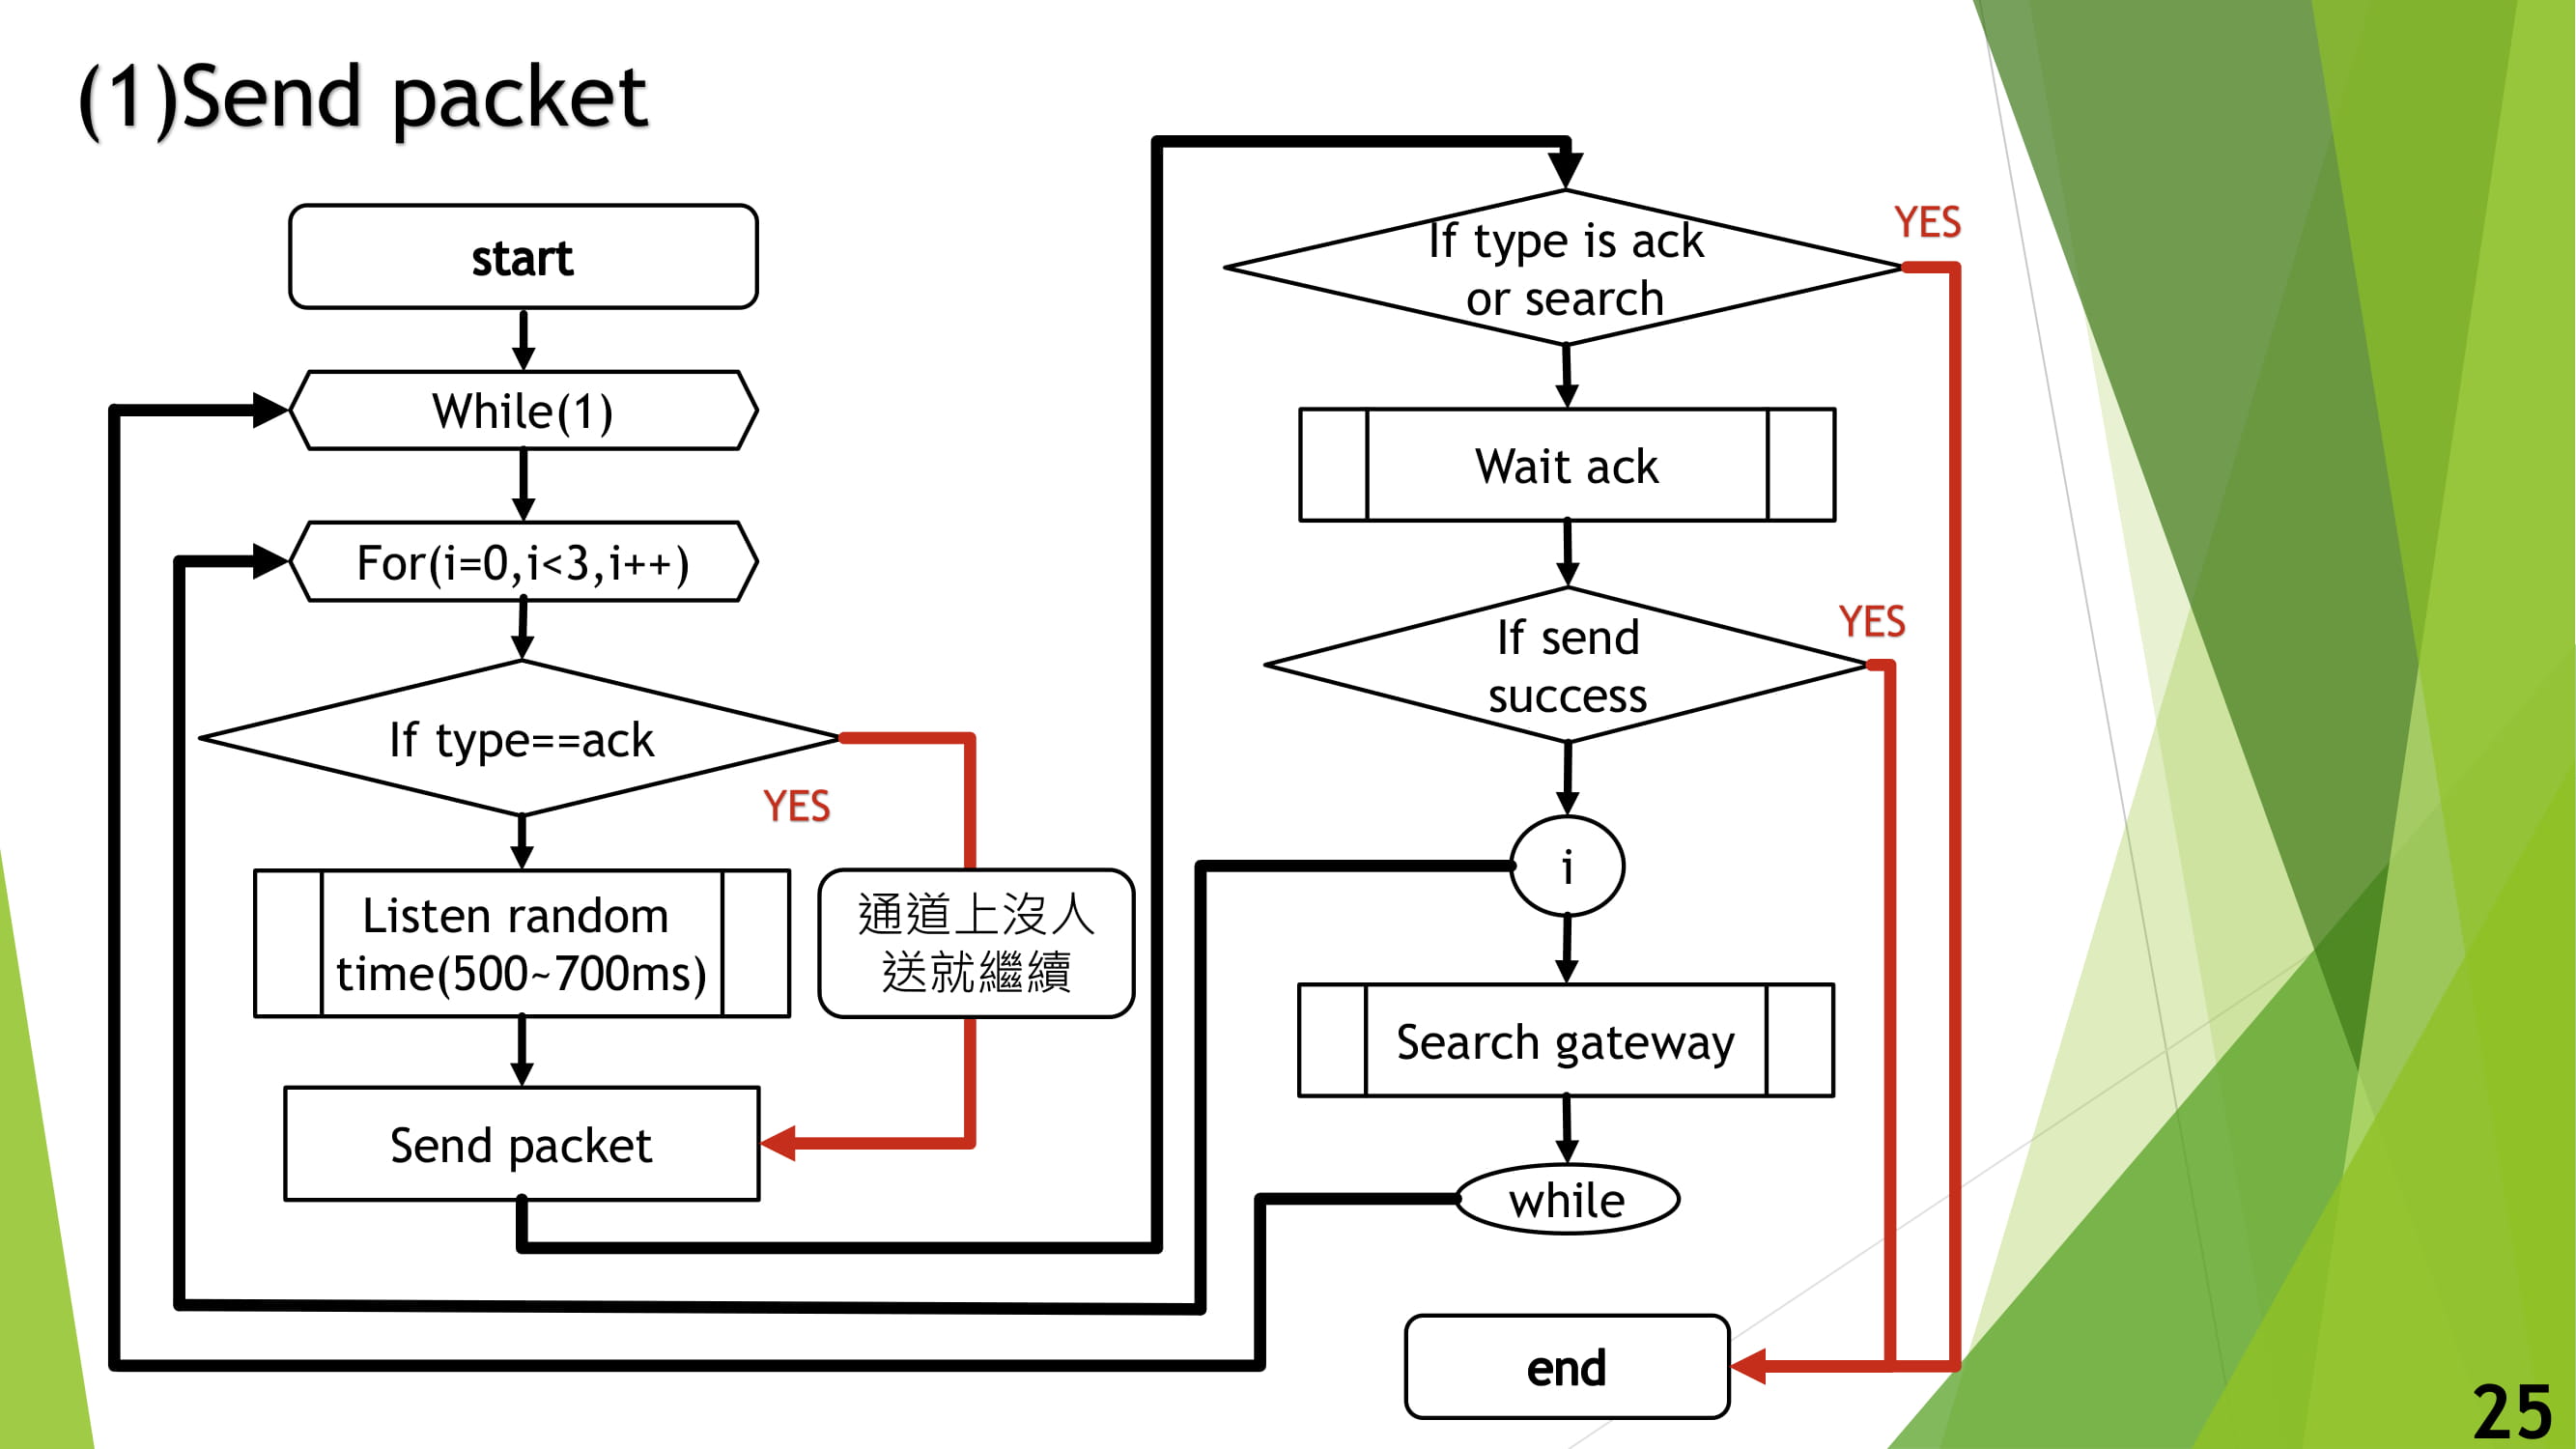 (1)Send packet
start
While(1)
For(i=0,i<3,i++)
If type==ack
YES
Listen random
time(500~700ms)
通道上沒人
送就繼續
Send packet
If type is ack
or search
YES
Wait ack
If send
success
YES
i
Search gateway
while
end
25